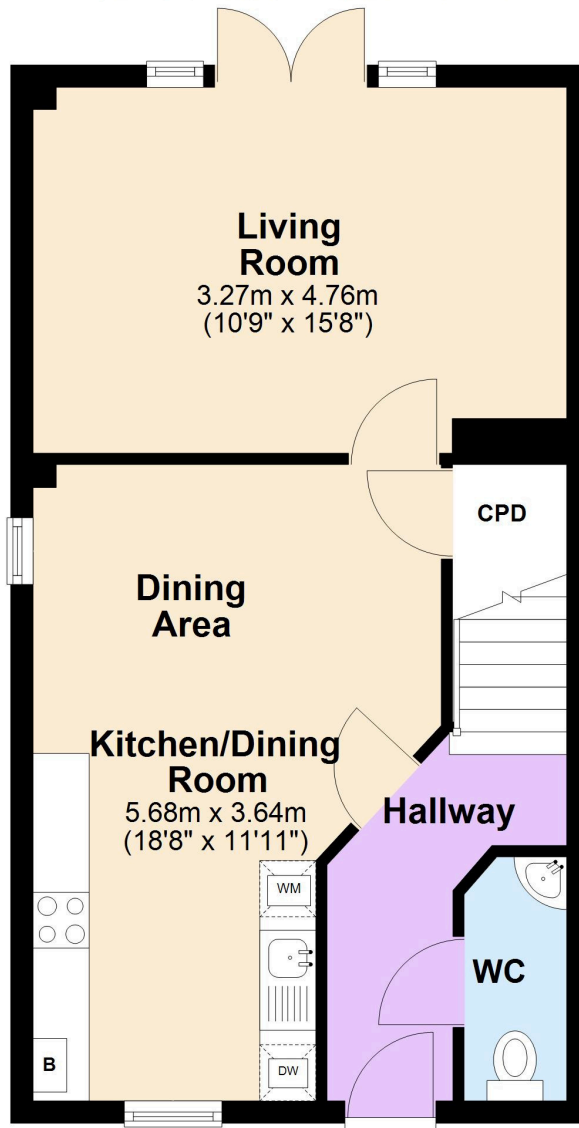 Living
Room
3.27m x 4.76m
(10'9" x 15'8")
CPD
Dining
Area
Kitchen/Dining
Room
5.68m x 3.64m
(18'8" x 11'11")
Hallway
WM
WC
B
DW